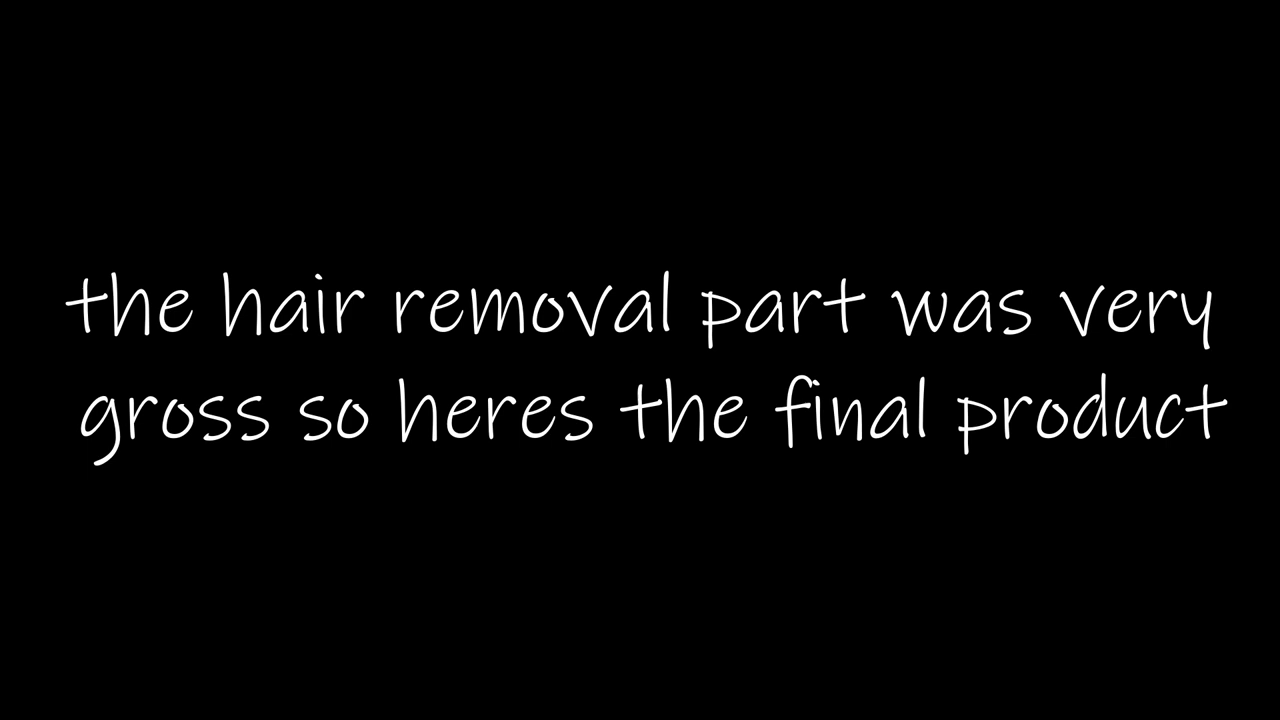 the hair removal part was very
gross so heres the final product